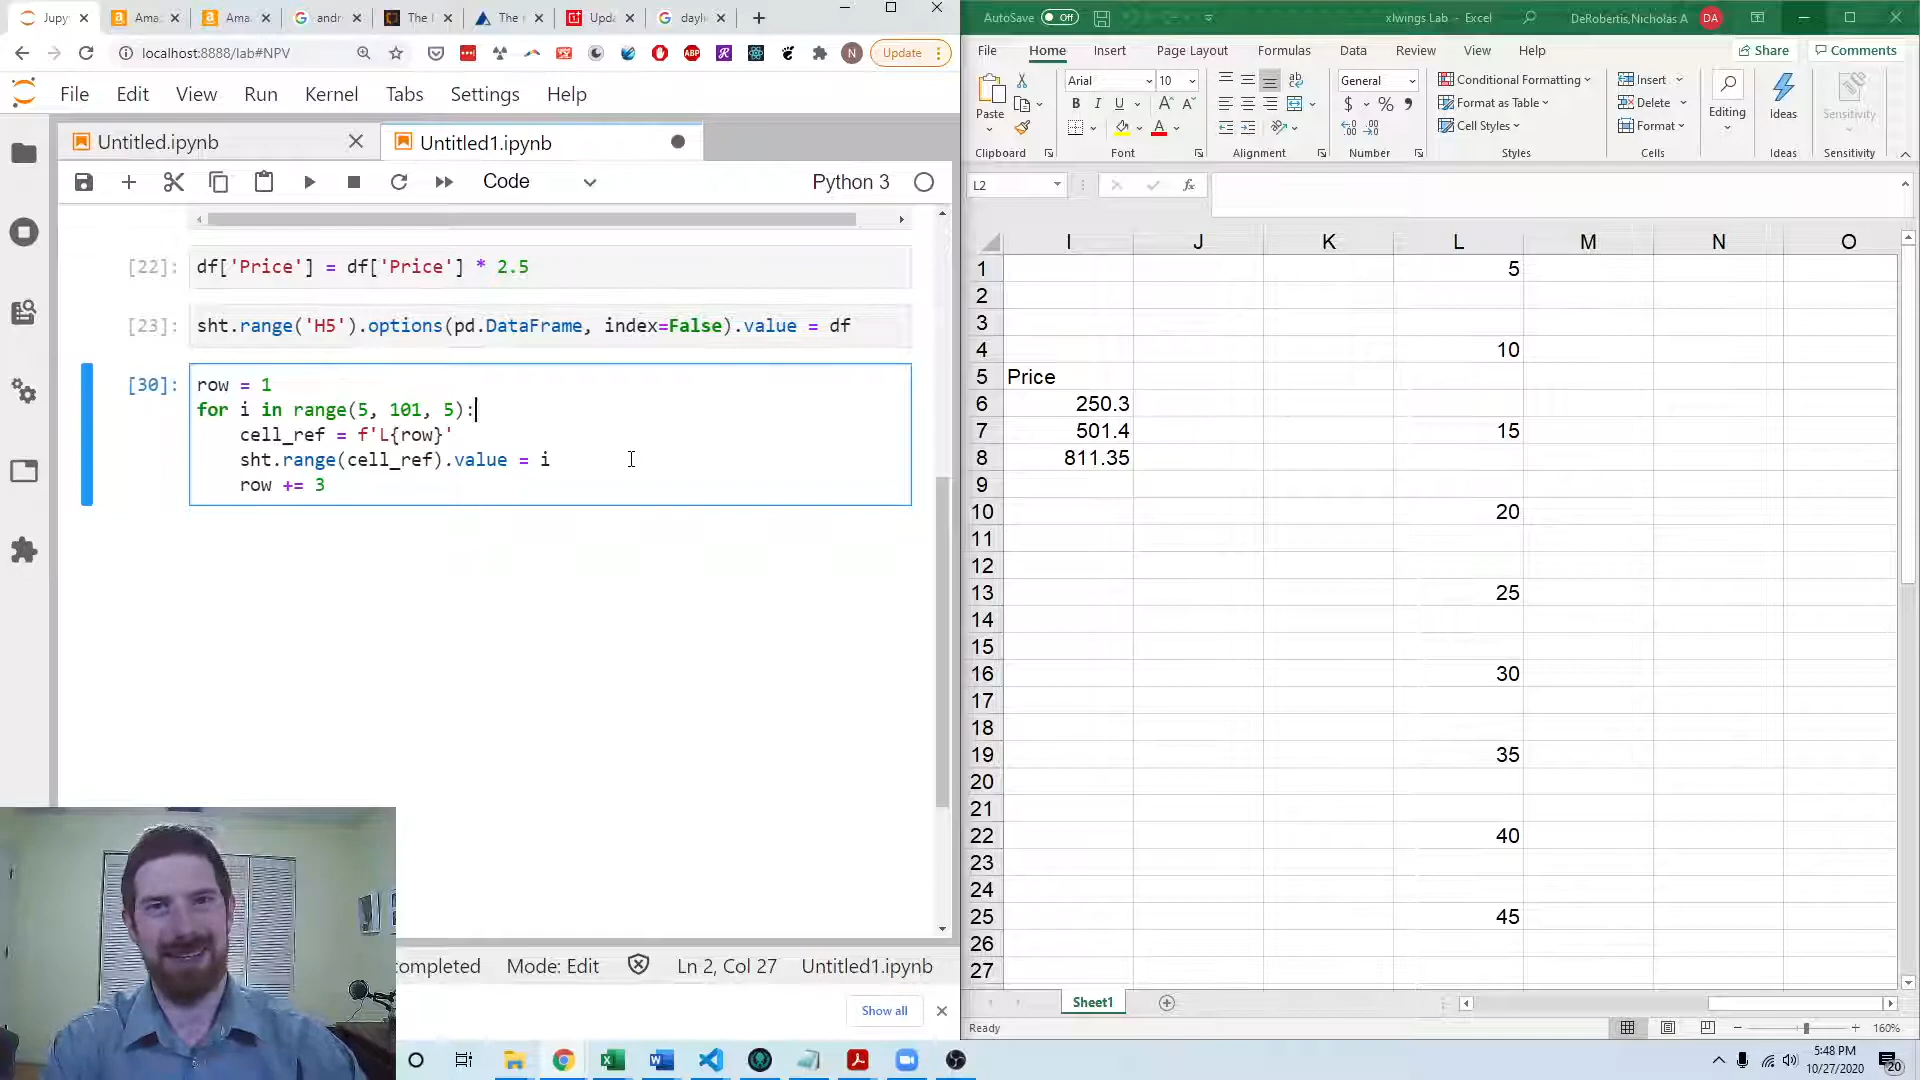 Jupy
Ama
Ama
andr
The l
The r
Upda
dayli
localhost:8888/lab#NPV
Update
File Edit View Run Kernel Tabs Settings Help
Untitled.ipynb
Untitled1.ipynb
Code
Python 3
[22]: df['Price'] = df['Price'] * 2.5
[23]: sht.range('H5').options(pd.DataFrame, index=False).value = df
[30]: row = 1
for i in range(5, 101, 5):
cell_ref = f'L{row}'
sht.range(cell_ref).value = i
row += 3
completed Mode: Edit Ln 2, Col 27 Untitled1.ipynb
Show all
AutoSave Off
xlwings Lab - Excel
DeRobertis,Nicholas A DA
File Home Insert Page Layout Formulas Data Review View Help Share Comments
Paste
Clipboard
Arial 10
B I U
Font
Alignment
General
$ % 9
Number
Conditional Formatting
Format as Table
Cell Styles
Styles
Insert
Delete
Format
Cells
Editing
Ideas
Ideas
Sensitivity
Sensitivity
L2 fx
I J K L M N O
1 5
2
3
4 10
5 Price
6 250.3
7 501.4 15
8 811.35
9
10 20
11
12
13 25
14
15
16 30
17
18
19 35
20
21
22 40
23
24
25 45
26
27
Sheet1
Ready
160%
5:48 PM
10/27/2020
20